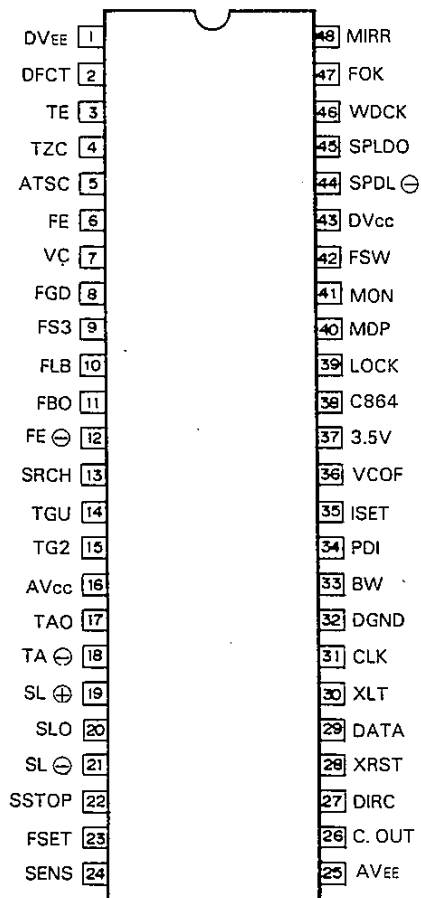 DVEE 1 48 MIRR
DFCT 2 47 FOK
TE 3 46 WDCK
TZC 4 45 SPLDO
ATSC 5 44 SPDL ⊖
FE 6 43 DVcc
VC 7 42 FSW
FGD 8 41 MON
FS3 9 40 MDP
FLB 10 39 LOCK
FBO 11 38 C864
FE ⊖ 12 37 3.5V
SRCH 13 36 VCOF
TGU 14 35 ISET
TG2 15 34 PDI
AVcc 16 33 BW
TAO 17 32 DGND
TA ⊖ 18 31 CLK
SL ⊕ 19 30 XLT
SLO 20 29 DATA
SL ⊖ 21 28 XRST
SSTOP 22 27 DIRC
FSET 23 26 C. OUT
SENS 24 25 AVEE